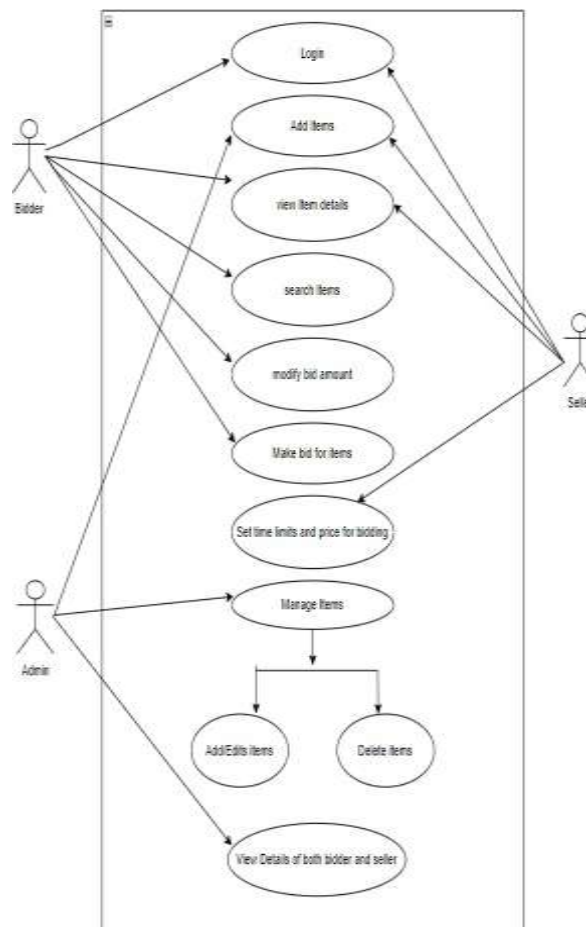 Login
Add Items
Bidder
view Item details
search Items
modify bid amount
Selle
Make bid for items
Set time limits and price for bidding
Manage Items
Admin
Add/Edits items
Delete items
View Details of both bidder and seller